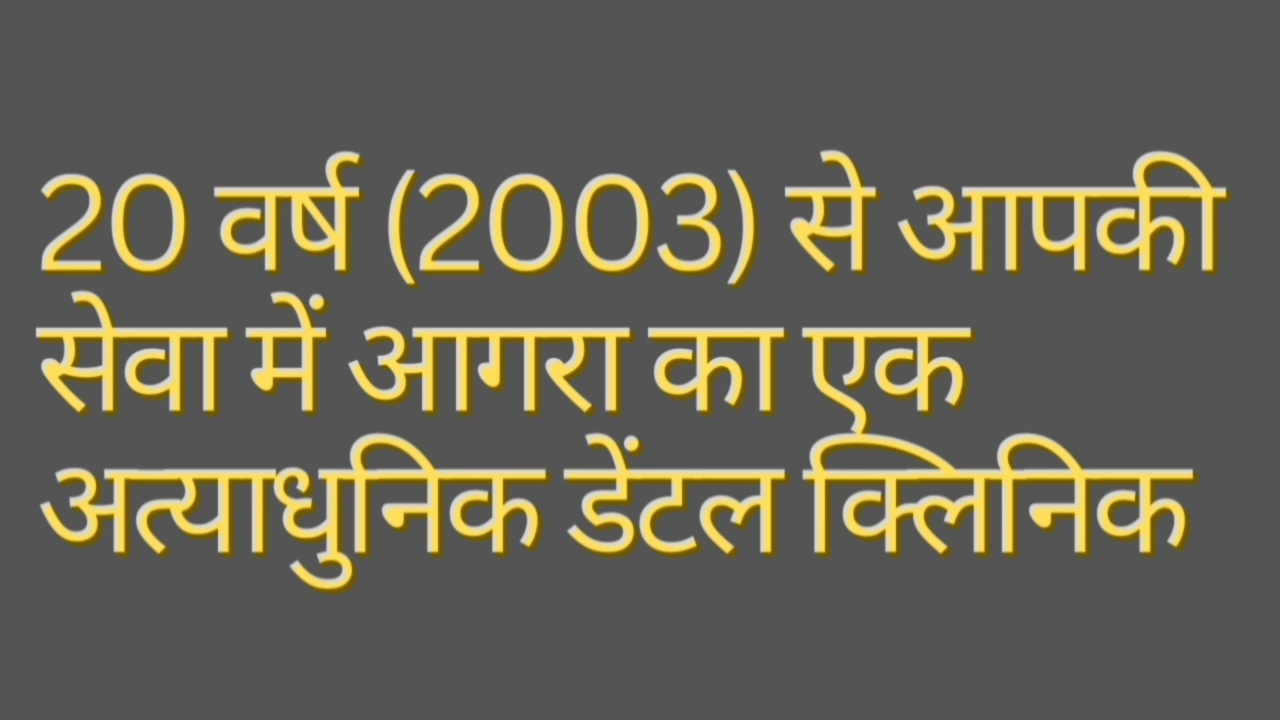 20 वर्ष (2003) से आपकी
सेवा में आगरा का एक
अत्याधुनिक डेंटल क्लिनिक